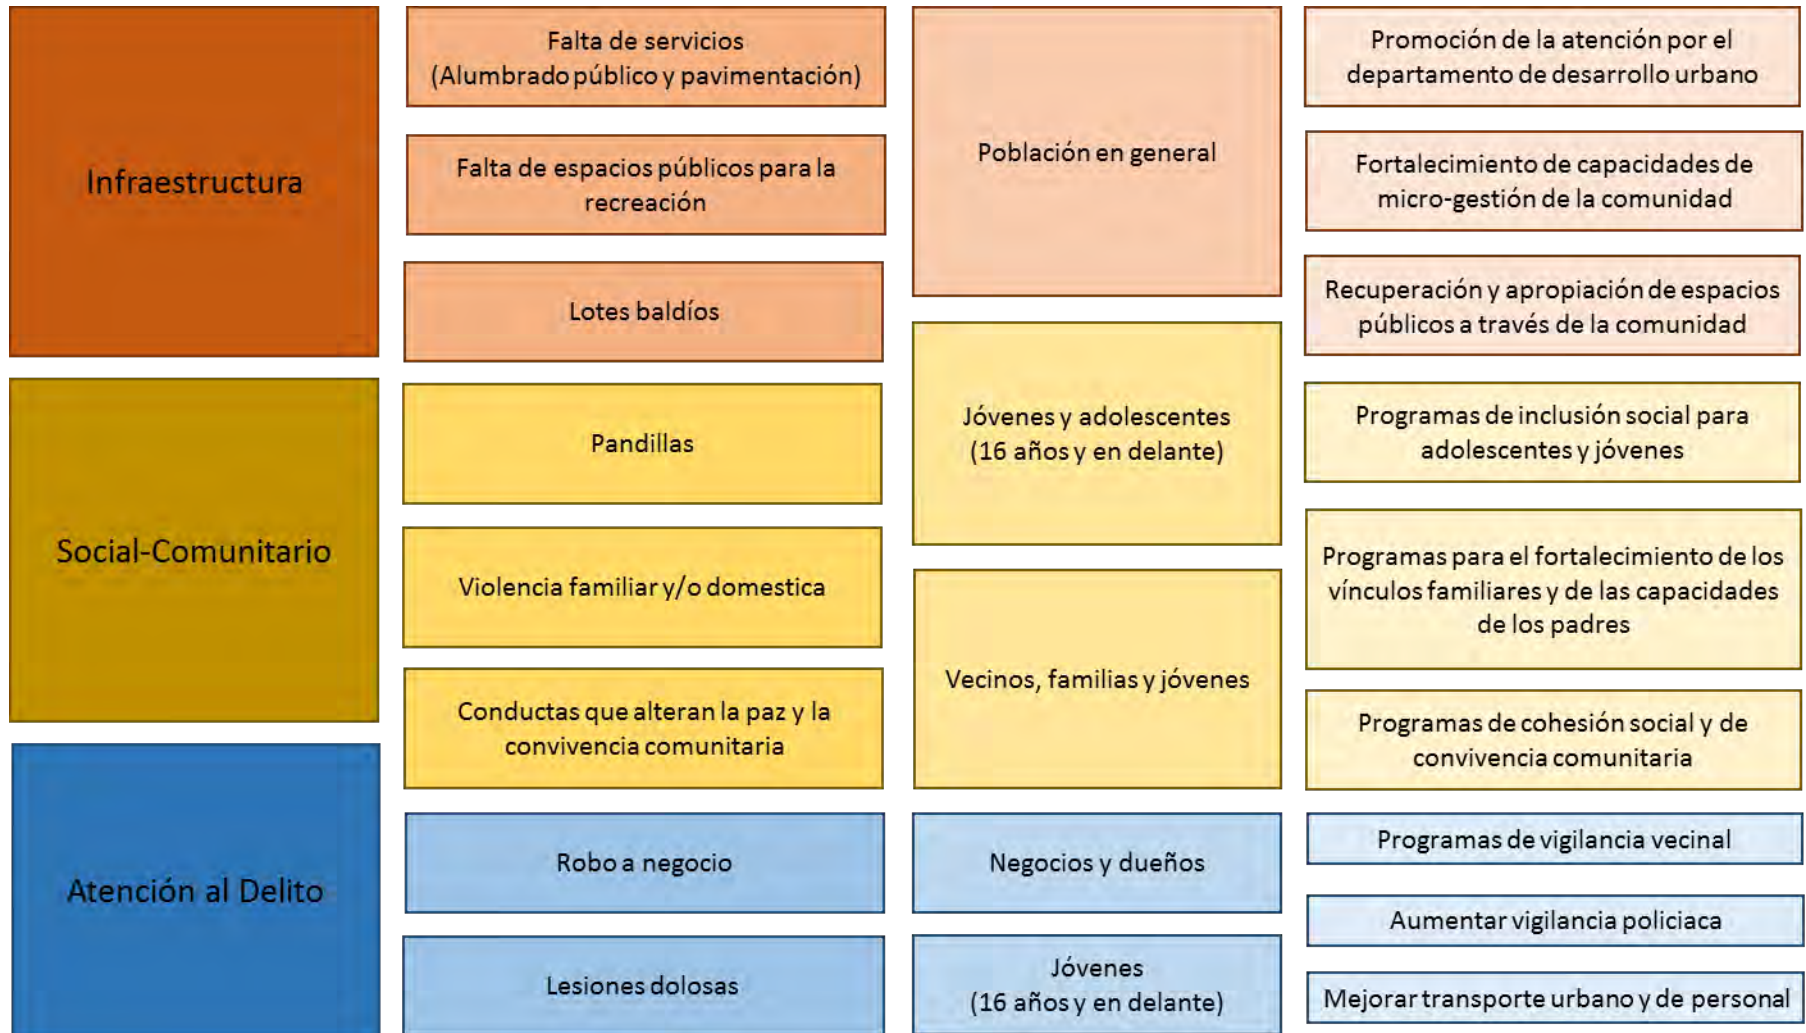 Infraestructura
Falta de servicios
(Alumbrado público y pavimentación)
Falta de espacios públicos para la
recreación
Lotes baldíos
Población en general
Promoción de la atención por el
departamento de desarrollo urbano
Fortalecimiento de capacidades de
micro-gestión de la comunidad
Recuperación y apropiación de espacios
públicos a través de la comunidad
Social-Comunitario
Pandillas
Violencia familiar y/o domestica
Conductas que alteran la paz y la
convivencia comunitaria
Jóvenes y adolescentes
(16 años y en delante)
Vecinos, familias y jóvenes
Programas de inclusión social para
adolescentes y jóvenes
Programas para el fortalecimiento de los
vínculos familiares y de las capacidades
de los padres
Programas de cohesión social y de
convivencia comunitaria
Atención al Delito
Robo a negocio
Lesiones dolosas
Negocios y dueños
Jóvenes
(16 años y en delante)
Programas de vigilancia vecinal
Aumentar vigilancia policiaca
Mejorar transporte urbano y de personal